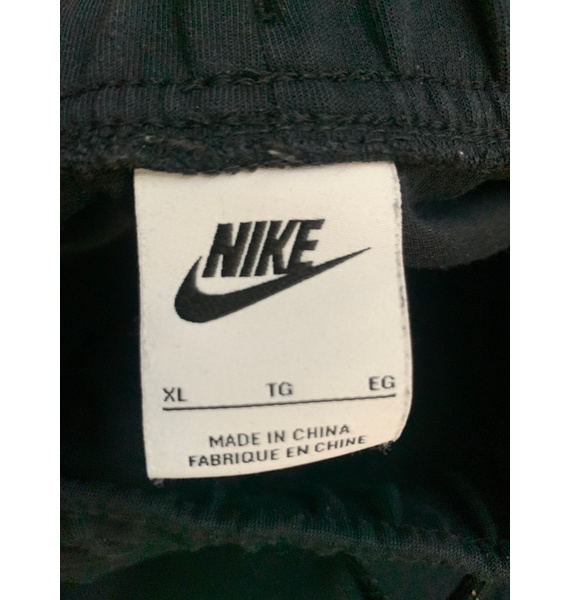 NIKE
XL TG EG
MADE IN CHINA
FABRIQUE EN CHINE